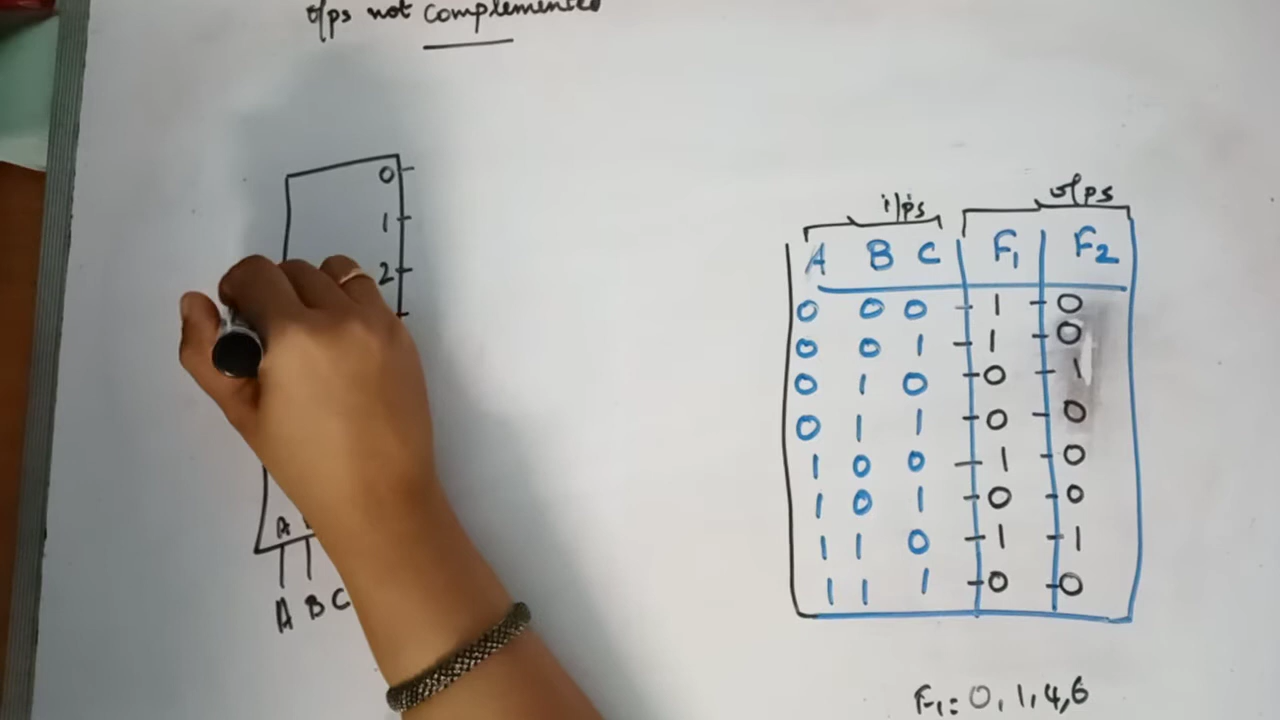 o/ps not complemented
0
1
2
A
A B C
i/ps o/ps
A B C F₁ F₂
0 0 0 1 0
0 0 1 1 0
0 1 0 0 1
0 1 1 0 0
1 0 0 1 0
1 0 1 0 0
1 1 0 1 1
1 1 1 0 0
F₁: 0, 1, 4, 6